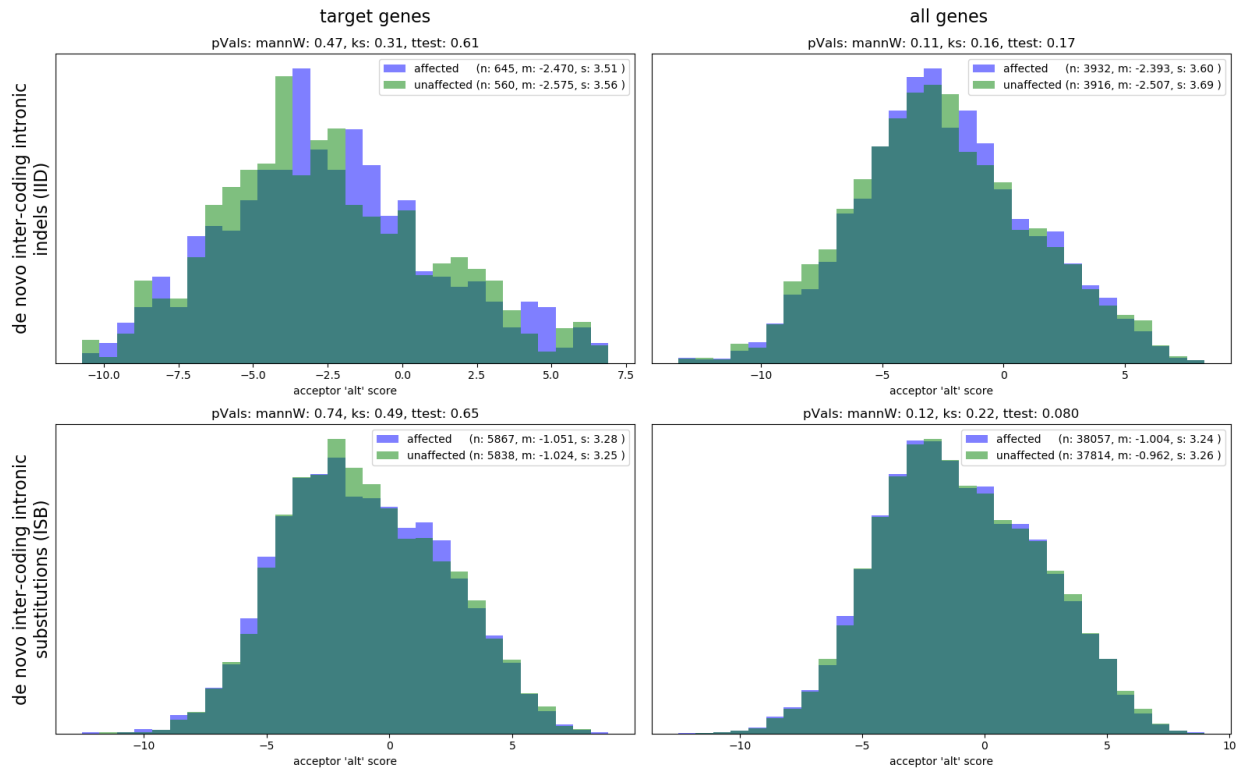 target genes
all genes
pVals: mannW: 0.47, ks: 0.31, ttest: 0.61
affected (n: 645, m: -2.470, s: 3.51 )
unaffected (n: 560, m: -2.575, s: 3.56 )
de novo inter-coding intronic
indels (IID)
−10.0 −7.5 −5.0 −2.5 0.0 2.5 5.0 7.5
acceptor 'alt' score
pVals: mannW: 0.11, ks: 0.16, ttest: 0.17
affected (n: 3932, m: -2.393, s: 3.60 )
unaffected (n: 3916, m: -2.507, s: 3.69 )
−10 −5 0 5
acceptor 'alt' score
pVals: mannW: 0.74, ks: 0.49, ttest: 0.65
affected (n: 5867, m: -1.051, s: 3.28 )
unaffected (n: 5838, m: -1.024, s: 3.25 )
de novo inter-coding intronic
substitutions (ISB)
−10 −5 0 5
acceptor 'alt' score
pVals: mannW: 0.12, ks: 0.22, ttest: 0.080
affected (n: 38057, m: -1.004, s: 3.24 )
unaffected (n: 37814, m: -0.962, s: 3.26 )
−10 −5 0 5 10
acceptor 'alt' score